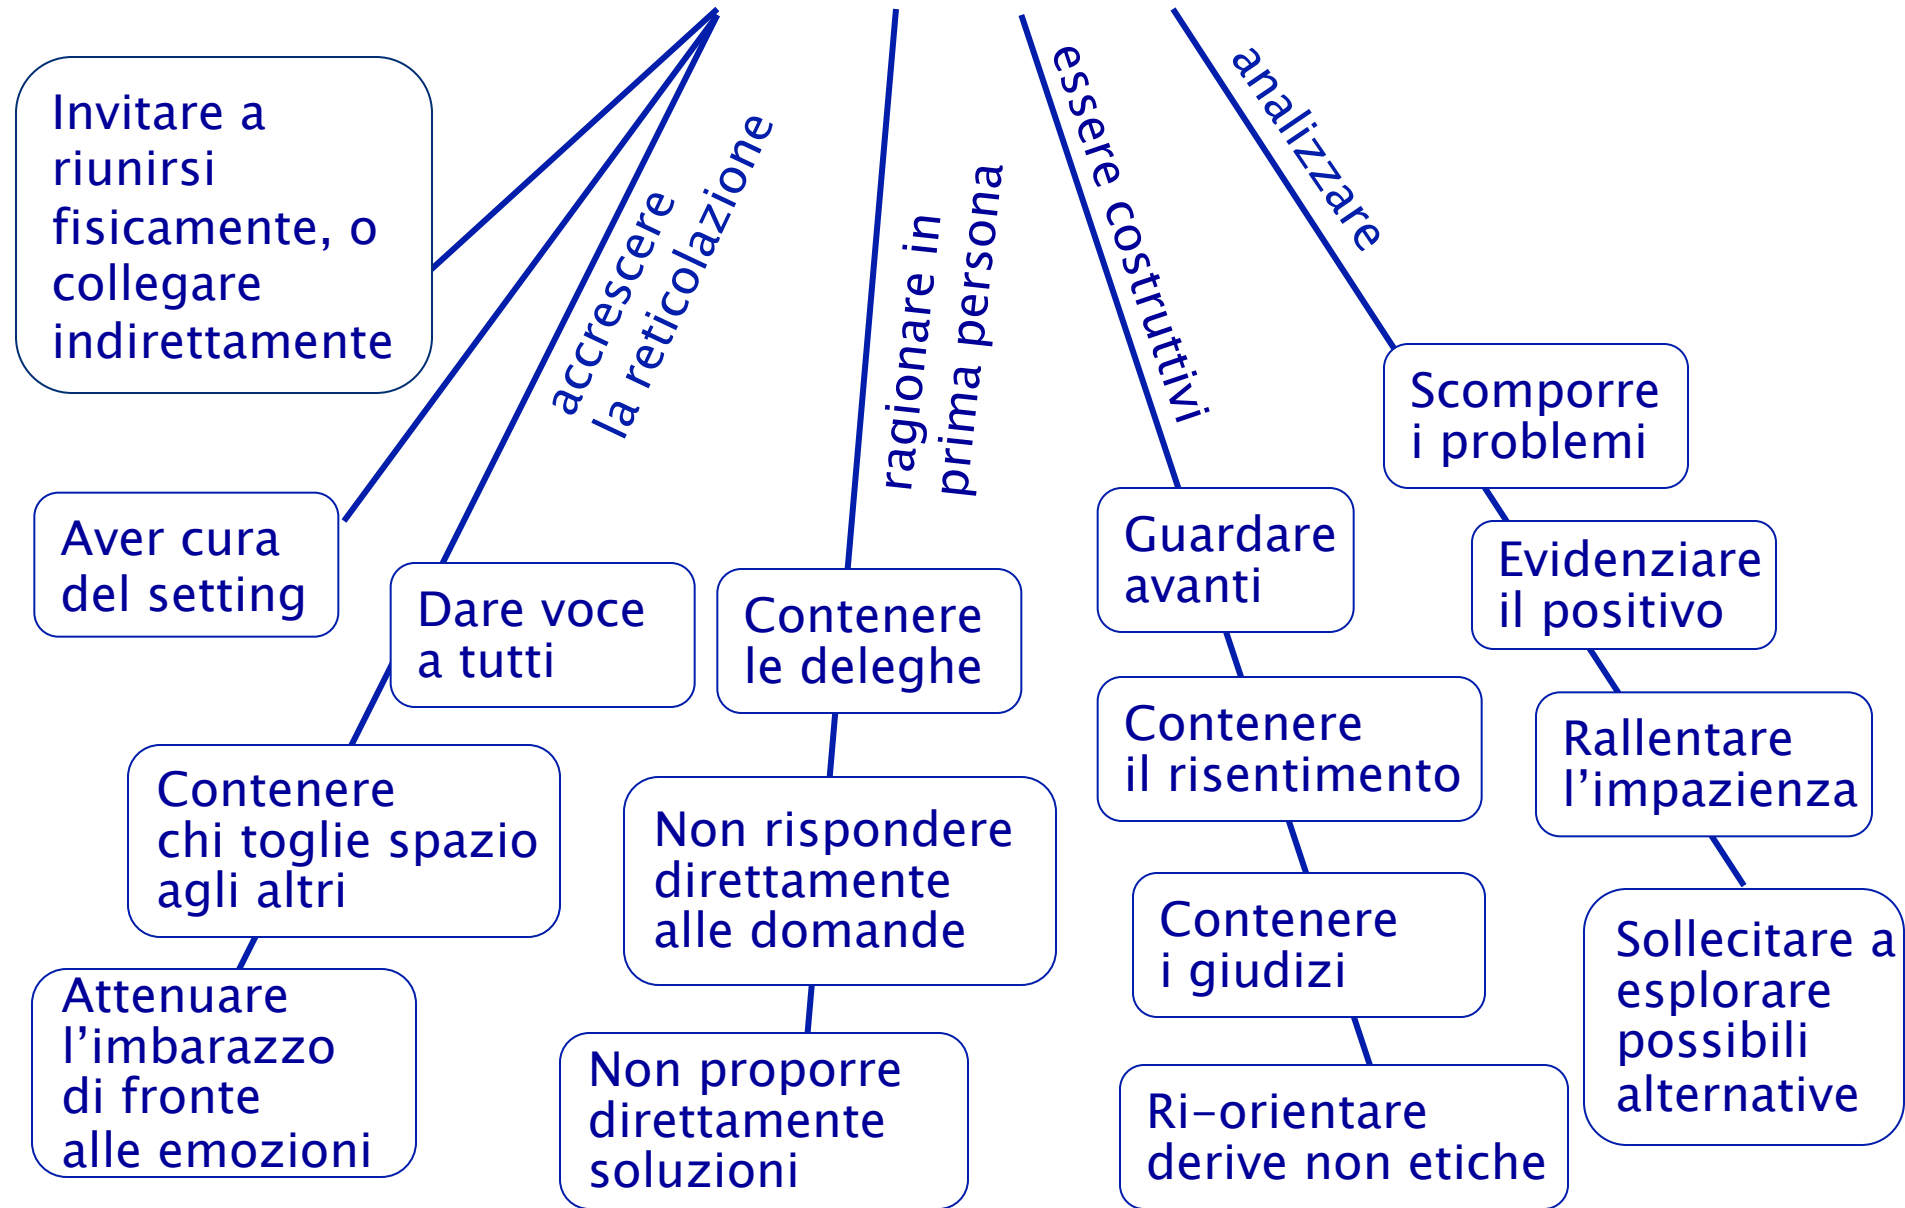 Invitare a
riunirsi
fisicamente, o
collegare
indirettamente
Aver cura
del setting
accrescere
la reticolazione
Dare voce
a tutti
Contenere
chi toglie spazio
agli altri
Attenuare
l’imbarazzo
di fronte
alle emozioni
ragionare in
prima persona
Contenere
le deleghe
Non rispondere
direttamente
alle domande
Non proporre
direttamente
soluzioni
essere costruttivi
Guardare
avanti
Contenere
il risentimento
Contenere
i giudizi
Ri-orientare
derive non etiche
analizzare
Scomporre
i problemi
Evidenziare
il positivo
Rallentare
l’impazienza
Sollecitare a
esplorare
possibili
alternative